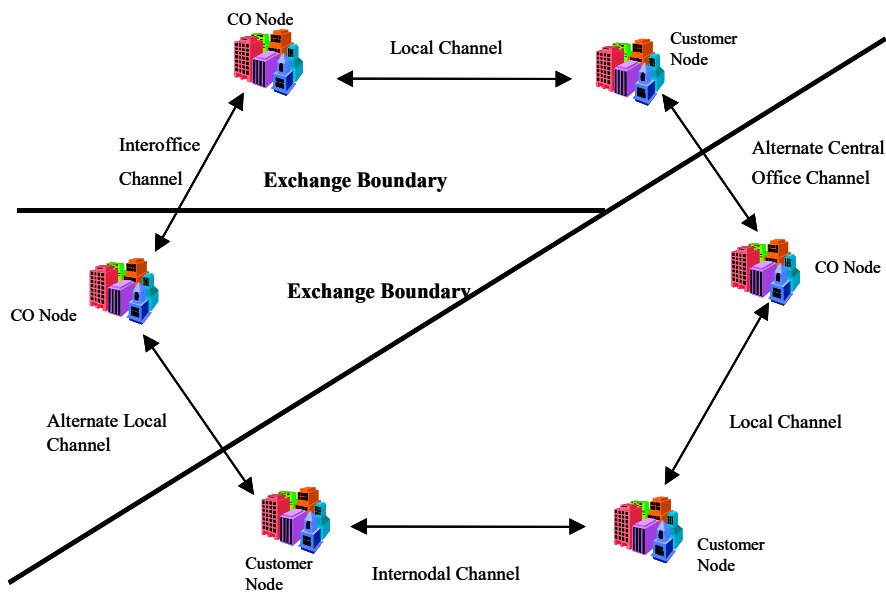 CO Node
Local Channel
Customer
Node
Interoffice
Channel
Alternate Central
Office Channel
Exchange Boundary
CO Node
Exchange Boundary
CO Node
Alternate Local
Channel
Local Channel
Customer
Node
Internodal Channel
Customer
Node